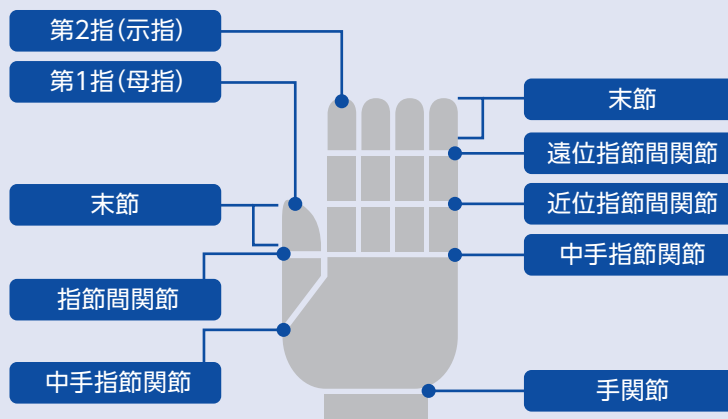 第2指(示指)
第1指(母指)
末節
指節間関節
中手指節関節
末節
遠位指節間関節
近位指節間関節
中手指節関節
手関節